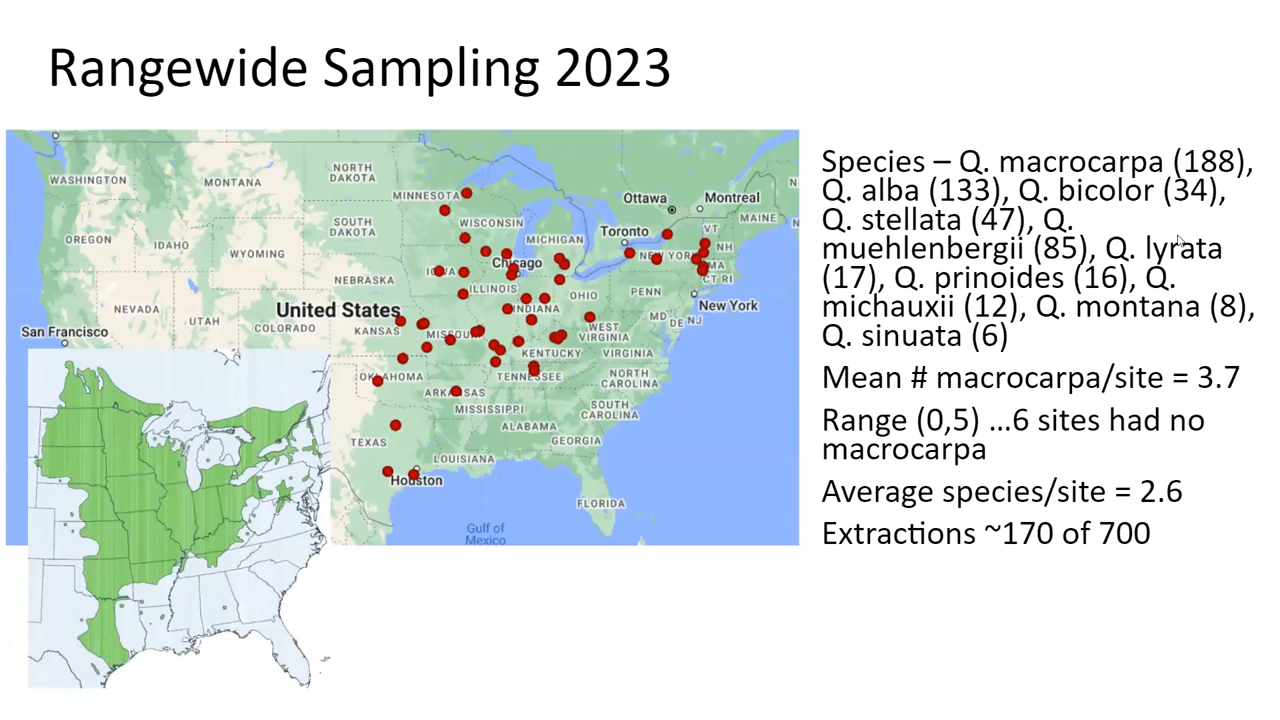 Rangewide Sampling 2023
WASHINGTON
MONTANA
NORTH
DAKOTA
MINNESOTA
Ottawa
Montreal
MAINE
OREGON
IDAHO
WYOMING
SOUTH
DAKOTA
WISCONSIN
MICHIGAN
Toronto
VT
NH
NEW YORK
MA
CT RI
Chicago
NEBRASKA
ILLINOIS
OHIO
PENN
New York
NEVADA
UTAH
United States
COLORADO
KANSAS
MISSOURI
INDIANA
WEST
VIRGINIA
MD
DE
NJ
San Francisco
KENTUCKY
VIRGINIA
OKLAHOMA
ARKANSAS
TENNESSEE
NORTH
CAROLINA
MISSISSIPPI
SOUTH
CAROLINA
TEXAS
ALABAMA
GEORGIA
LOUISIANA
Houston
FLORIDA
Gulf of
Mexico
Species – Q. macrocarpa (188),
Q. alba (133), Q. bicolor (34),
Q. stellata (47), Q.
muehlenbergii (85), Q. lyrata
(17), Q. prinoides (16), Q.
michauxii (12), Q. montana (8),
Q. sinuata (6)
Mean # macrocarpa/site = 3.7
Range (0,5) ...6 sites had no
macrocarpa
Average species/site = 2.6
Extractions ~170 of 700